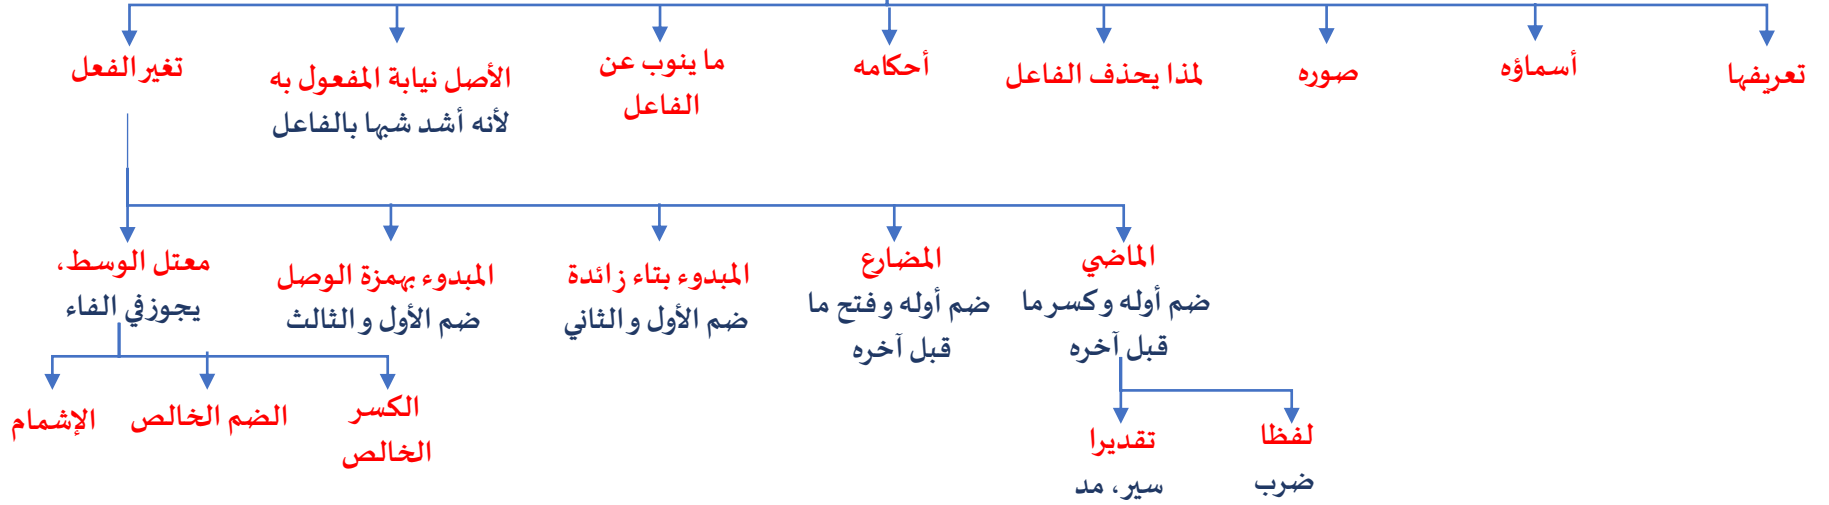 تعريفها
أسماؤه
صوره
لمذا يحذف الفاعل
أحكامه
ما ينوب عن
الفاعل
الأصل نيابة المفعول به
لأنه أشد شبها بالفاعل
تغير الفعل
الماضي
ضم أوله وكسر ما
قبل آخره
المضارع
ضم أوله وفتح ما
قبل آخره
المبدوء بتاء زائدة
ضم الأول والثاني
المبدوء بهمزة الوصل
ضم الأول والثالث
معتل الوسط،
يجوز في الفاء
لفظا
ضرب
تقديرا
سير، مد
الكسر
الخالص
الضم الخالص
الإشمام